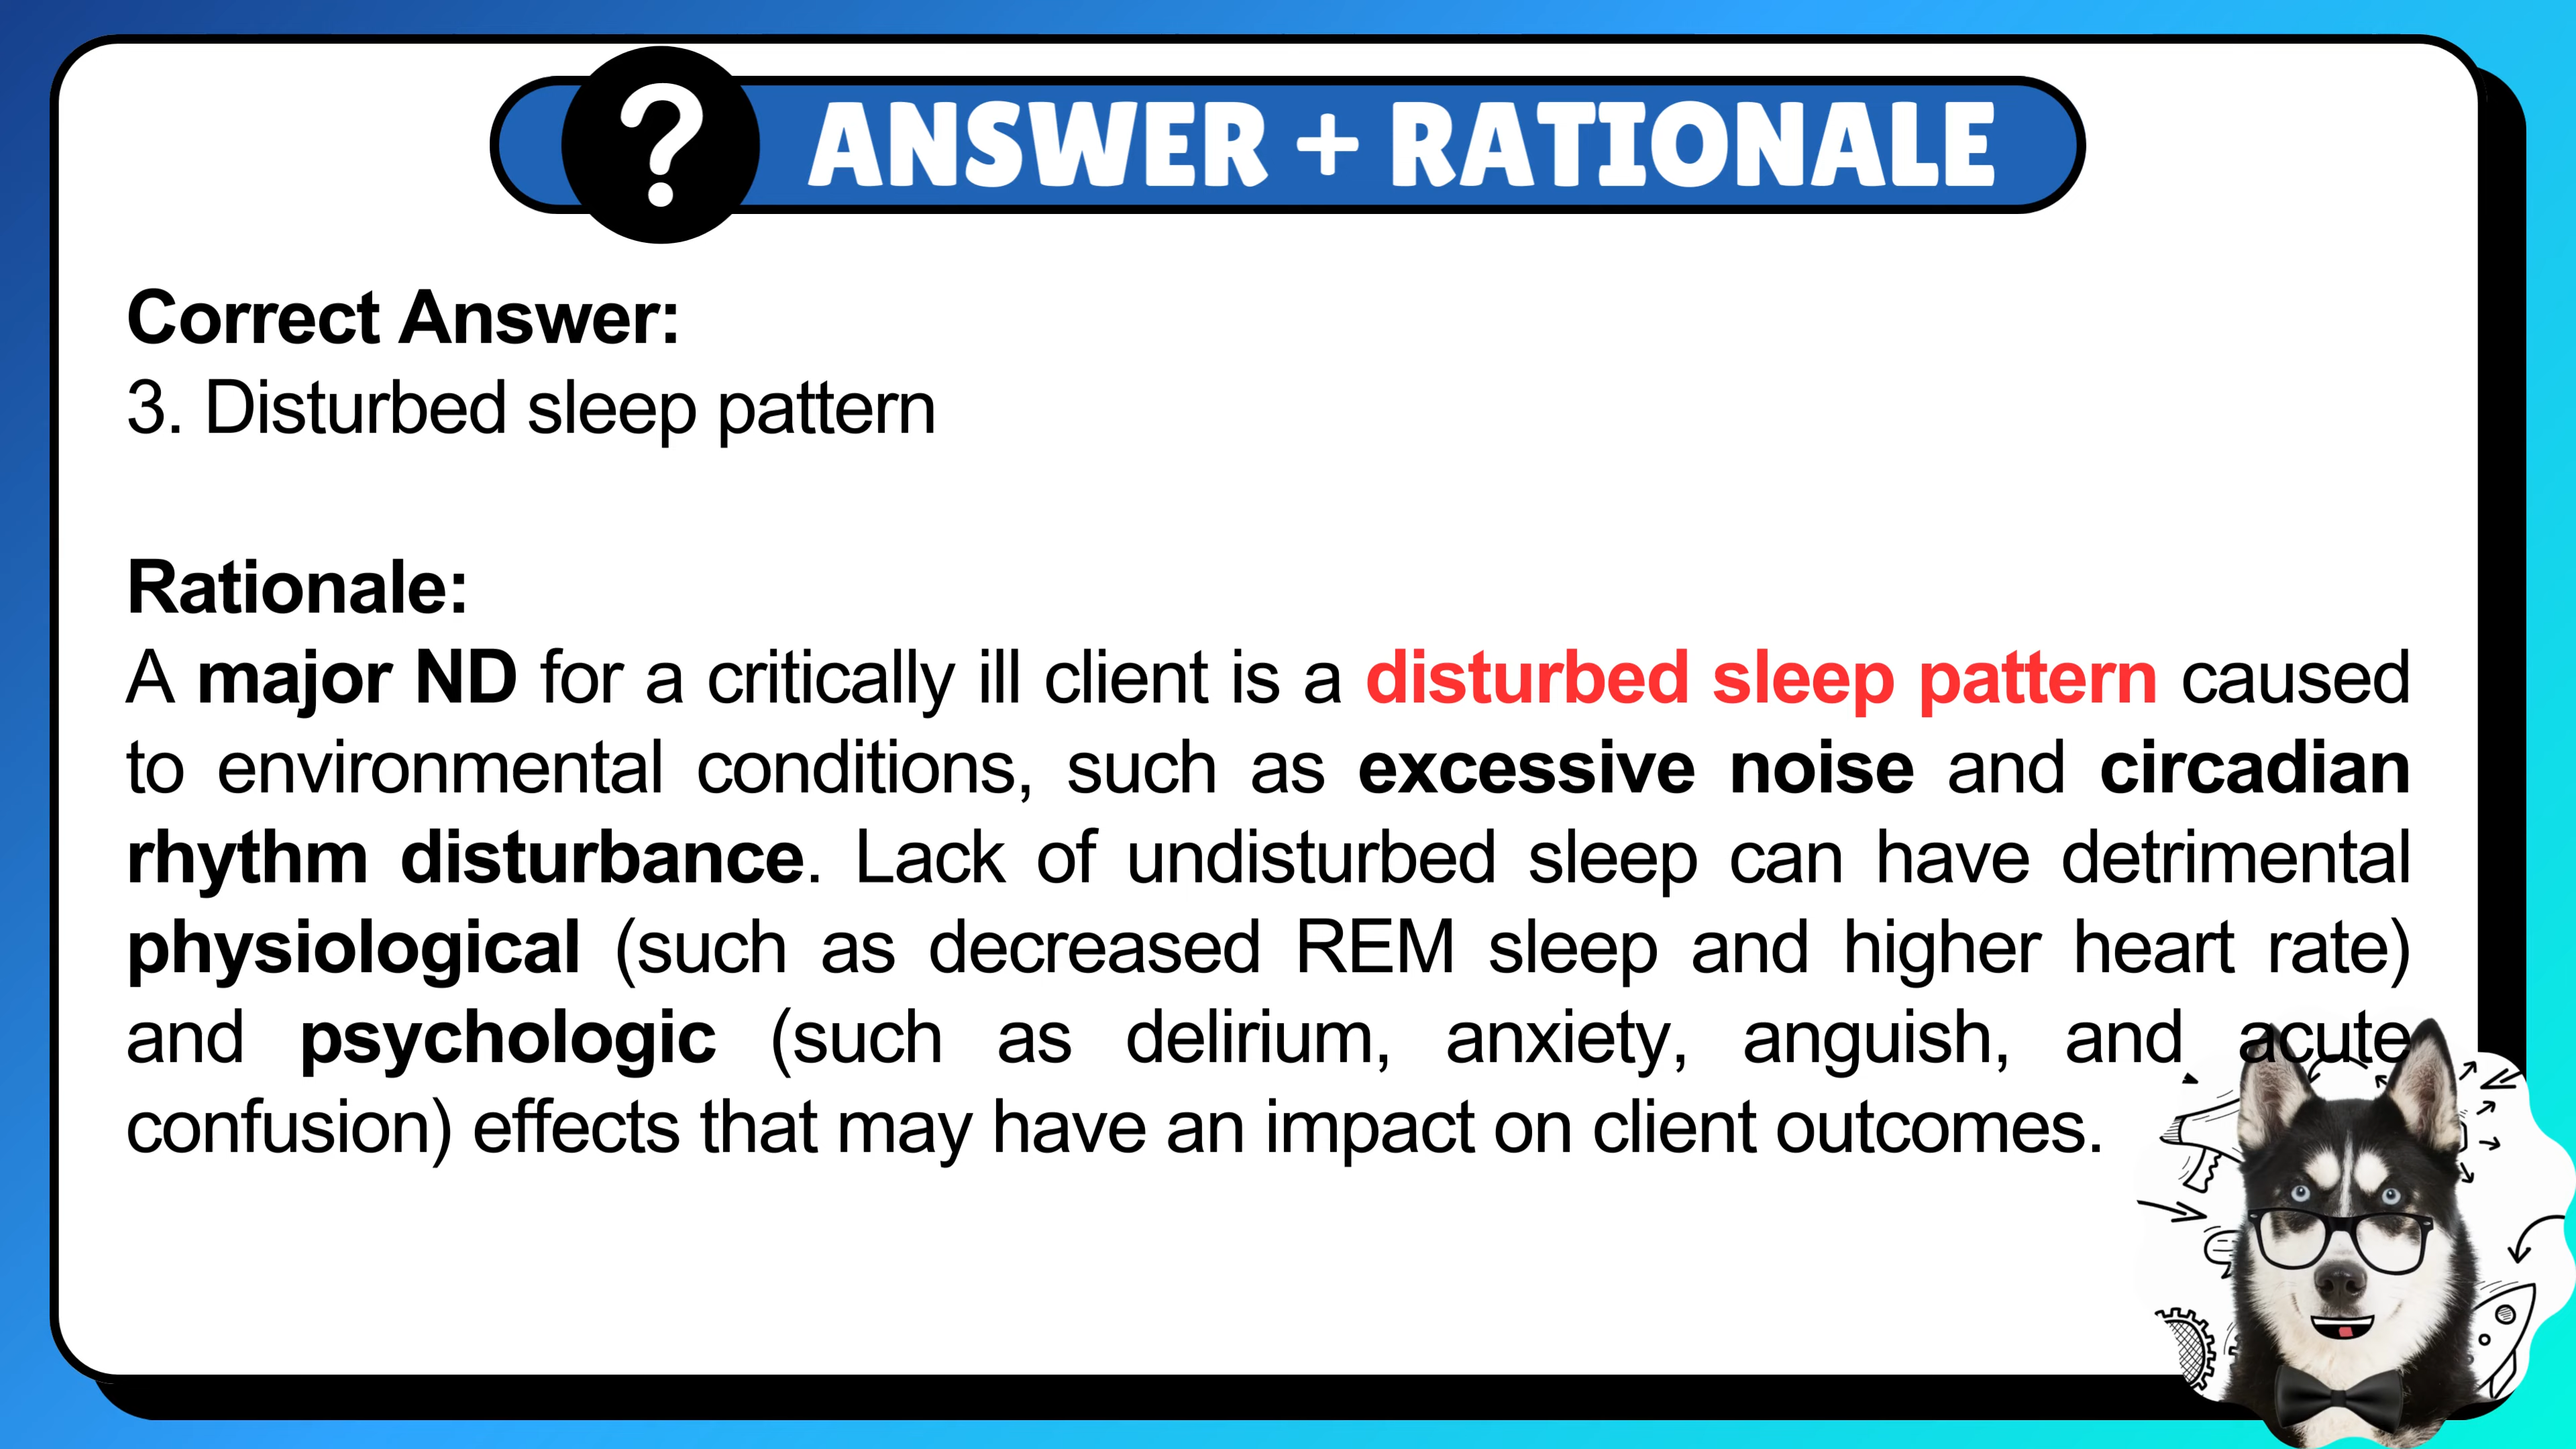 ? ANSWER + RATIONALE
Correct Answer:
3. Disturbed sleep pattern
Rationale:
A major ND for a critically ill client is a disturbed sleep pattern caused
to environmental conditions, such as excessive noise and circadian
rhythm disturbance. Lack of undisturbed sleep can have detrimental
physiological (such as decreased REM sleep and higher heart rate)
and psychologic (such as delirium, anxiety, anguish, and acute
confusion) effects that may have an impact on client outcomes.